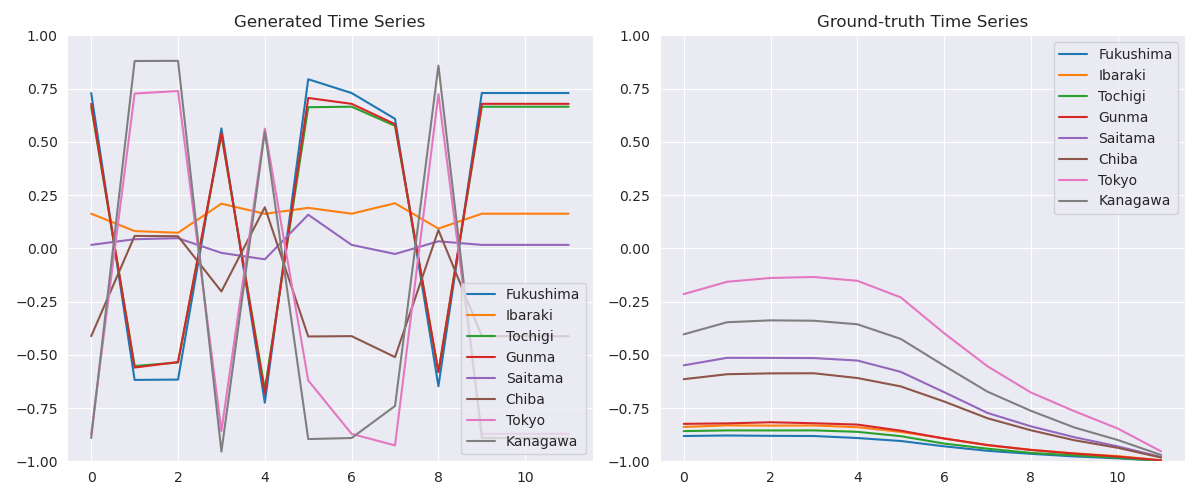 Generated Time Series
1.00
0.75
0.50
0.25
0.00
−0.25
−0.50
−0.75
−1.00
0 2 4 6 8 10
Fukushima
Ibaraki
Tochigi
Gunma
Saitama
Chiba
Tokyo
Kanagawa
Ground-truth Time Series
1.00
0.75
0.50
0.25
0.00
−0.25
−0.50
−0.75
−1.00
0 2 4 6 8 10
Fukushima
Ibaraki
Tochigi
Gunma
Saitama
Chiba
Tokyo
Kanagawa